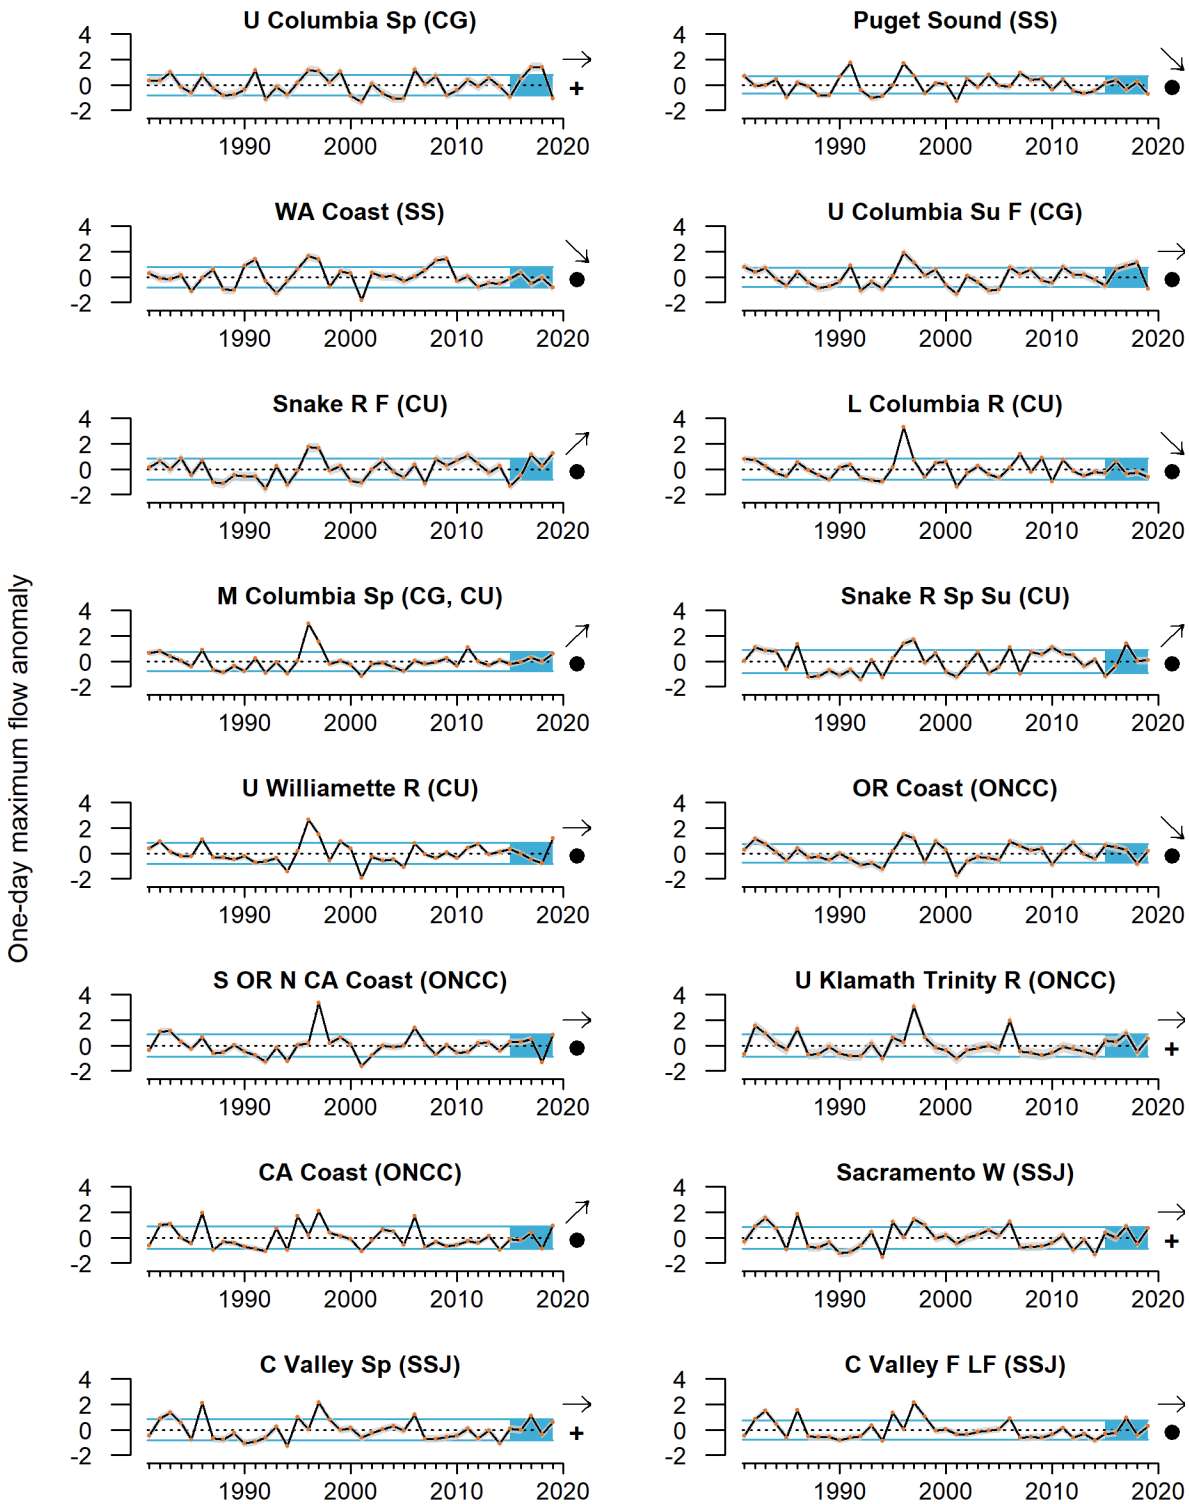 U Columbia Sp (CG)
4
2
0
-2
+
1990 2000 2010 2020
Puget Sound (SS)
4
2
0
-2
1990 2000 2010 2020
WA Coast (SS)
4
2
0
-2
1990 2000 2010 2020
U Columbia Su F (CG)
4
2
0
-2
1990 2000 2010 2020
Snake R F (CU)
4
2
0
-2
1990 2000 2010 2020
L Columbia R (CU)
4
2
0
-2
1990 2000 2010 2020
One-day maximum flow anomaly
M Columbia Sp (CG, CU)
4
2
0
-2
1990 2000 2010 2020
Snake R Sp Su (CU)
4
2
0
-2
1990 2000 2010 2020
U Williamette R (CU)
4
2
0
-2
1990 2000 2010 2020
OR Coast (ONCC)
4
2
0
-2
1990 2000 2010 2020
S OR N CA Coast (ONCC)
4
2
0
-2
1990 2000 2010 2020
U Klamath Trinity R (ONCC)
4
2
0
-2
+
1990 2000 2010 2020
CA Coast (ONCC)
4
2
0
-2
1990 2000 2010 2020
Sacramento W (SSJ)
4
2
0
-2
+
1990 2000 2010 2020
C Valley Sp (SSJ)
4
2
0
-2
+
1990 2000 2010 2020
C Valley F LF (SSJ)
4
2
0
-2
1990 2000 2010 2020